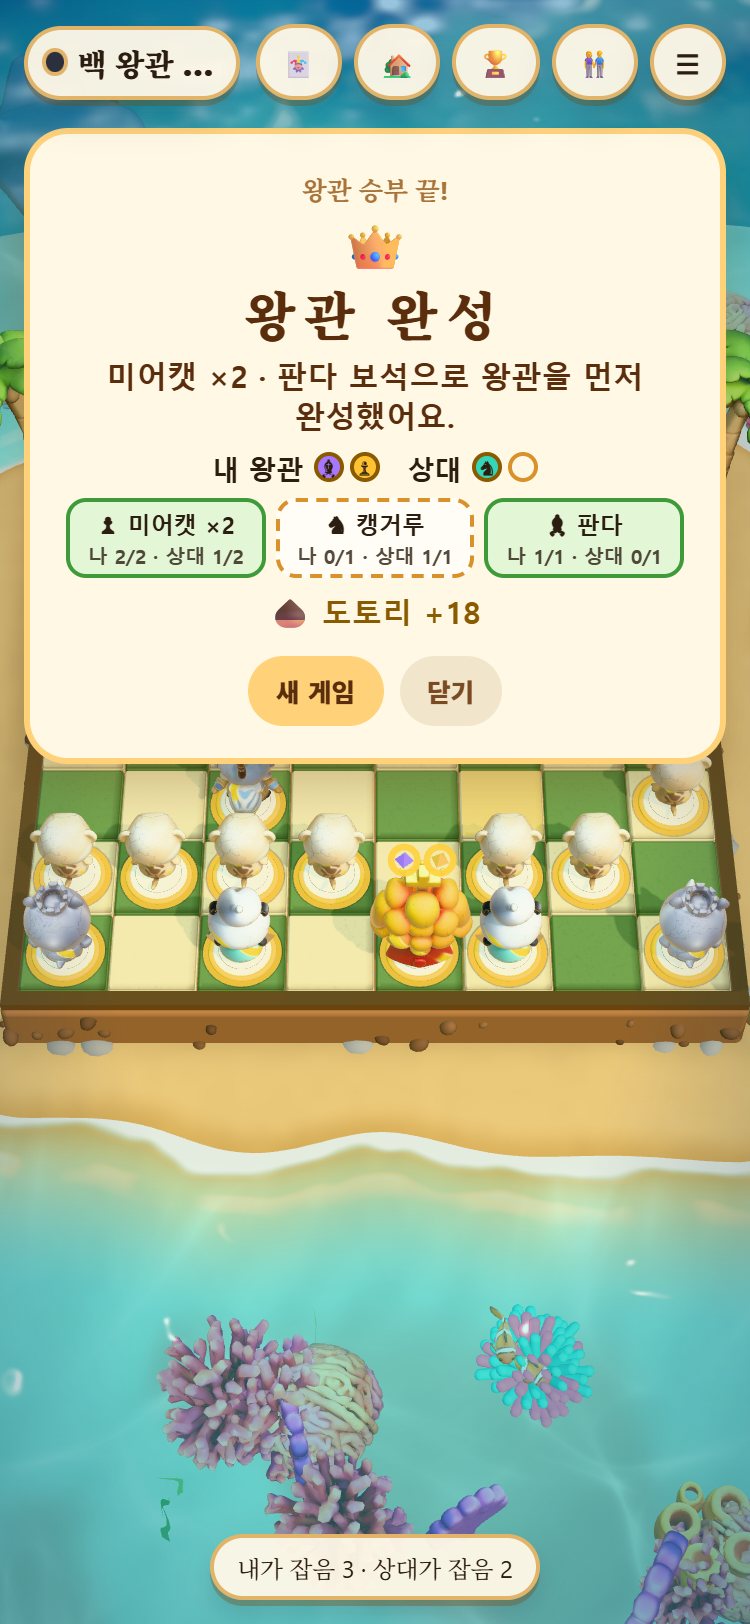 백 왕관 ...
왕관 승부 끝!
왕관 완성
미어캣 ×2 · 판다 보석으로 왕관을 먼저
완성했어요.
내 왕관 상대
미어캣 ×2
나 2/2 · 상대 1/2
캥거루
나 0/1 · 상대 1/1
판다
나 1/1 · 상대 0/1
도토리 +18
새 게임
닫기
내가 잡음 3 · 상대가 잡음 2